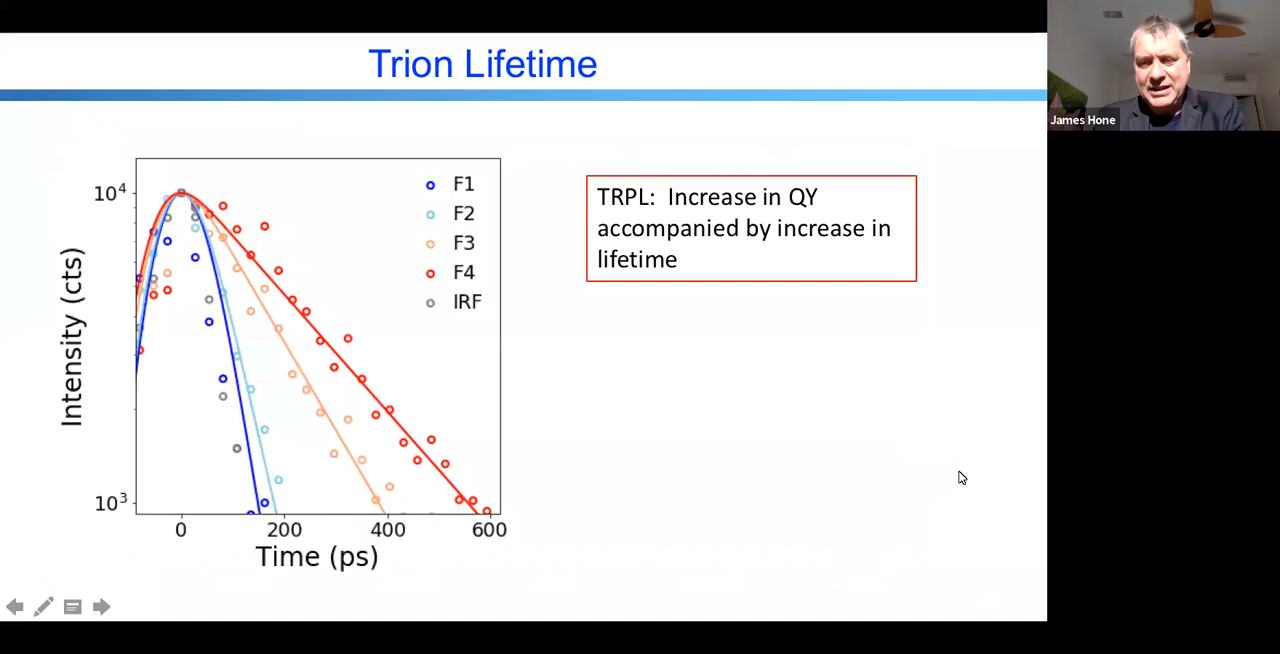 Trion Lifetime
James Hone
10⁴
10³
Intensity (cts)
F1
F2
F3
F4
IRF
0 200 400 600
Time (ps)
TRPL: Increase in QY
accompanied by increase in
lifetime